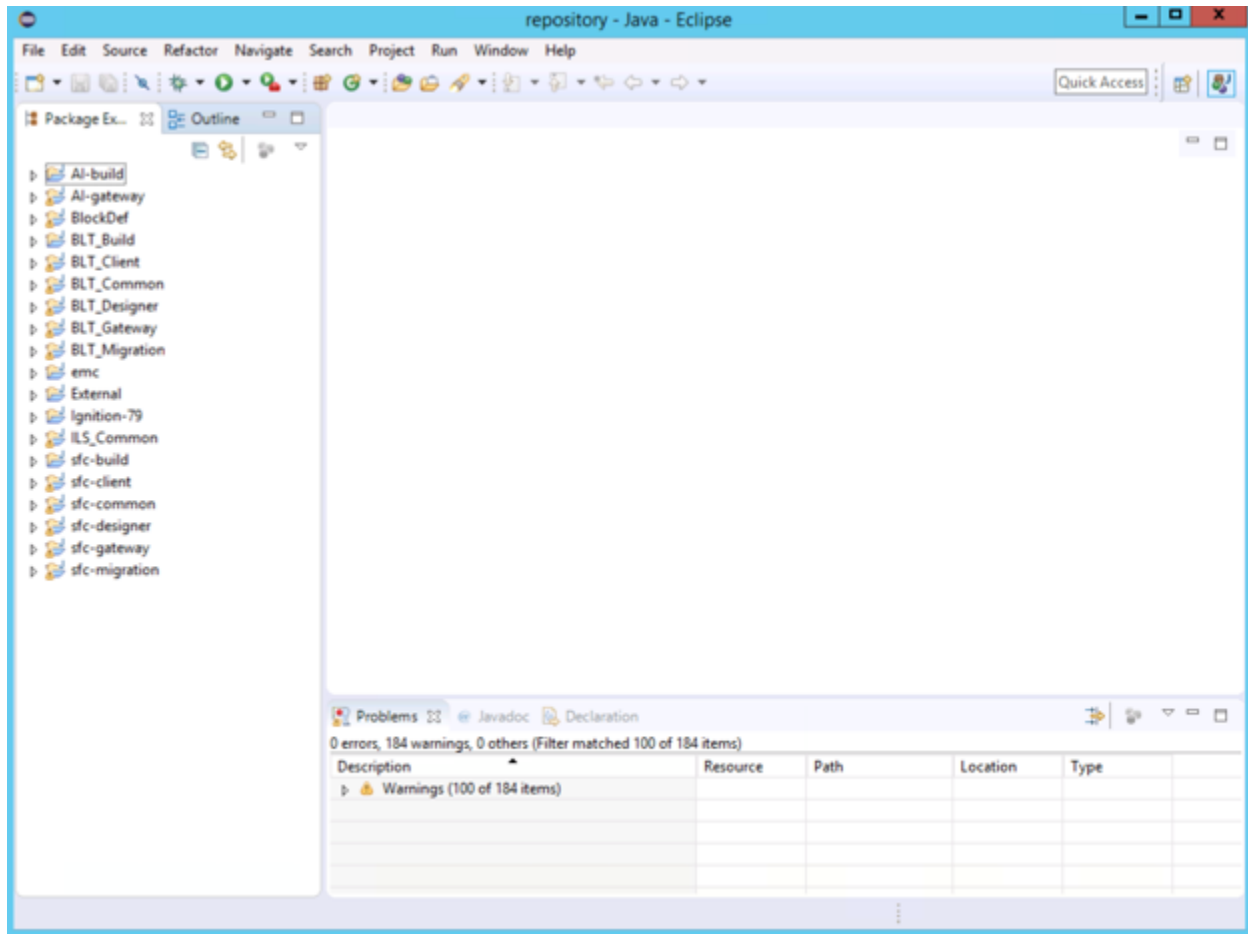 repository - Java - Eclipse
File Edit Source Refactor Navigate Search Project Run Window Help
Quick Access
Package Ex... Outline
AI-build
AI-gateway
BlockDef
BLT_Build
BLT_Client
BLT_Common
BLT_Designer
BLT_Gateway
BLT_Migration
emc
External
Ignition-79
ILS_Common
sfc-build
sfc-client
sfc-common
sfc-designer
sfc-gateway
sfc-migration
Problems Javadoc Declaration
0 errors, 184 warnings, 0 others (Filter matched 100 of 184 items)
Description Resource Path Location Type
Warnings (100 of 184 items)